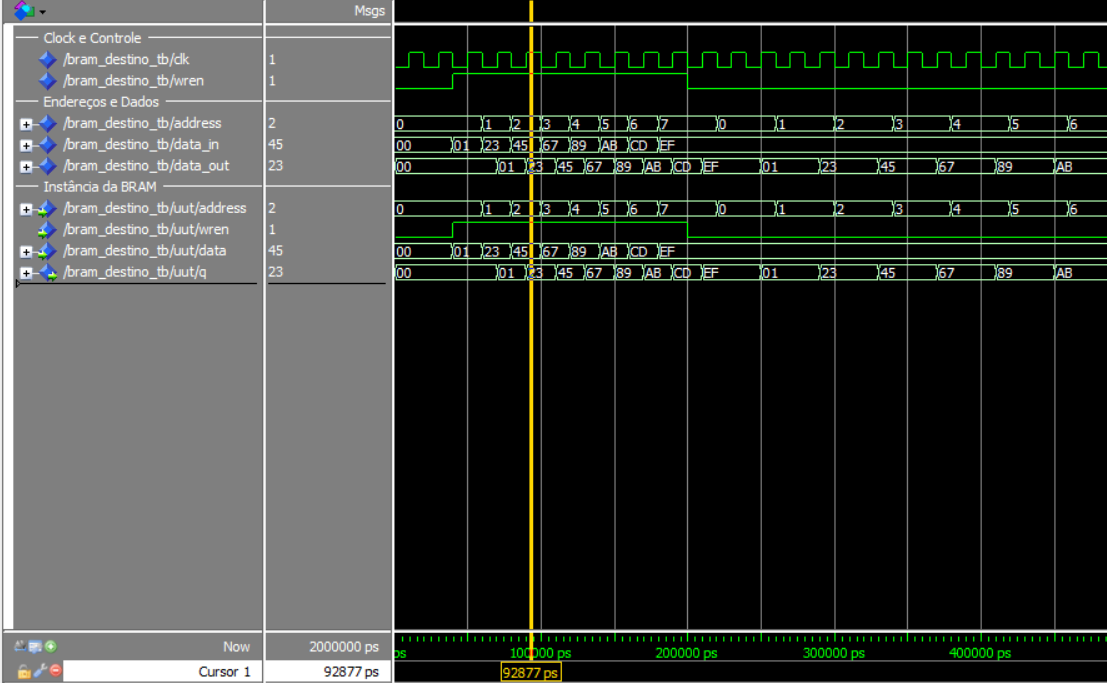 Msgs
Clock e Controle
/bram_destino_tb/clk 1
/bram_destino_tb/wren 1
Endereços e Dados
/bram_destino_tb/address 2 0 1 2 3 4 5 6 7 0 1 2 3 4 5 6
/bram_destino_tb/data_in 45 00 01 23 45 67 89 AB CD EF
/bram_destino_tb/data_out 23 00 01 23 45 67 89 AB CD EF 01 23 45 67 89 AB
Instância da BRAM
/bram_destino_tb/uut/address 2 0 1 2 3 4 5 6 7 0 1 2 3 4 5 6
/bram_destino_tb/uut/wren 1
/bram_destino_tb/uut/data 45 00 01 23 45 67 89 AB CD EF
/bram_destino_tb/uut/q 23 00 01 23 45 67 89 AB CD EF 01 23 45 67 89 AB
Now 2000000 ps ps 100000 ps 200000 ps 300000 ps 400000 ps
Cursor 1 92877 ps 92877 ps